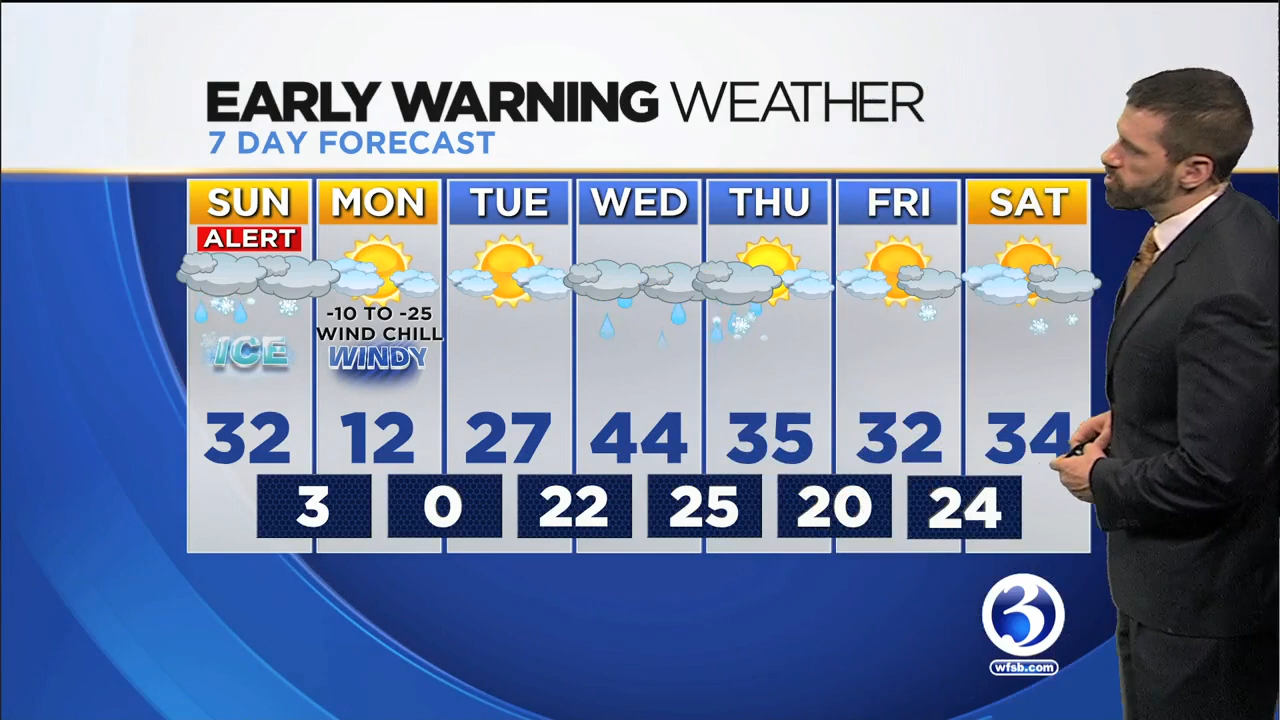 EARLY WARNING WEATHER
7 DAY FORECAST
SUN MON TUE WED THU FRI SAT
ALERT
-10 TO -25
WIND CHILL
ICE WINDY
32 12 27 44 35 32 34
3 0 22 25 20 24
3
wfsb.com